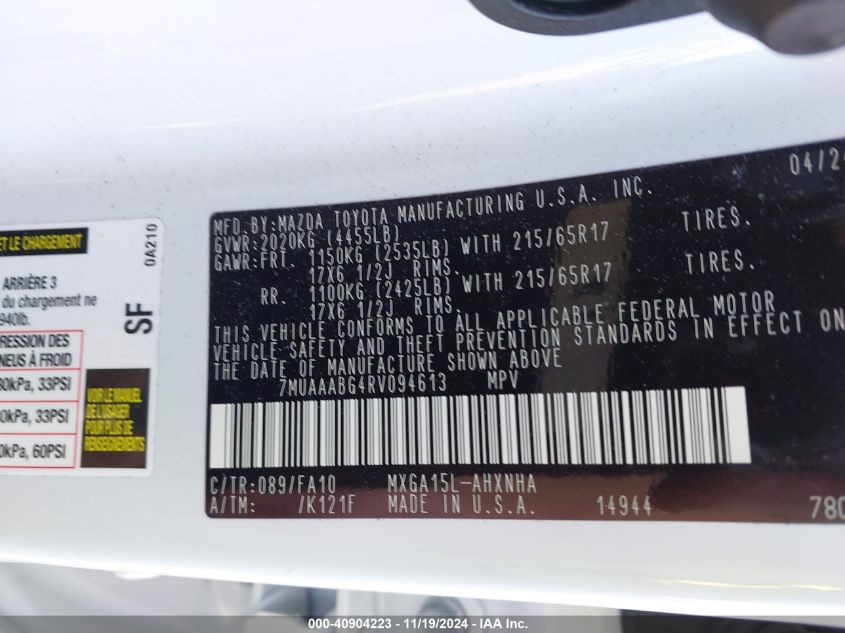 ET LE CHARGEMENT
ARRIÈRE 3
du chargement ne
940lb.
PRESSION DES
PNEUS À FROID
kPa, 33PSI
kPa, 33PSI
kPa, 60PSI
VOIR LE MANUEL
DE L'USAGER
POUR PLUS DE
RENSEIGNEMENTS
0A210
SF
04/2
MFD.BY:MAZDA TOYOTA MANUFACTURING U.S.A. INC.
GVWR:2020KG (4455LB)
GAWR:FRT. 1150KG (2535LB) WITH 215/65R17 TIRES.
17X6 1/2J RIMS.
RR. 1100KG (2425LB) WITH 215/65R17 TIRES.
17X6 1/2J RIMS.
THIS VEHICLE CONFORMS TO ALL APPLICABLE FEDERAL MOTOR
VEHICLE SAFETY AND THEFT PREVENTION STANDARDS IN EFFECT ON
THE DATE OF MANUFACTURE SHOWN ABOVE
7MUAAABG4RV094613 MPV
C/TR:089/FA10 MXGA15L-AHXNHA
A/TM: /K121F MADE IN U.S.A. 14944 780
000-40904223 - 11/19/2024 - IAA Inc.